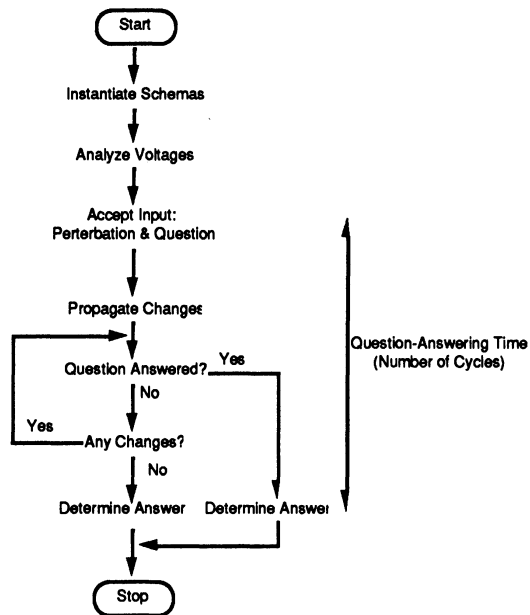 Start
Instantiate Schemas
Analyze Voltages
Accept Input:
Perterbation & Question
Propagate Changes
Question Answered?
Yes
No
Yes
Any Changes?
No
Determine Answer
Determine Answer
Stop
Question-Answering Time
(Number of Cycles)